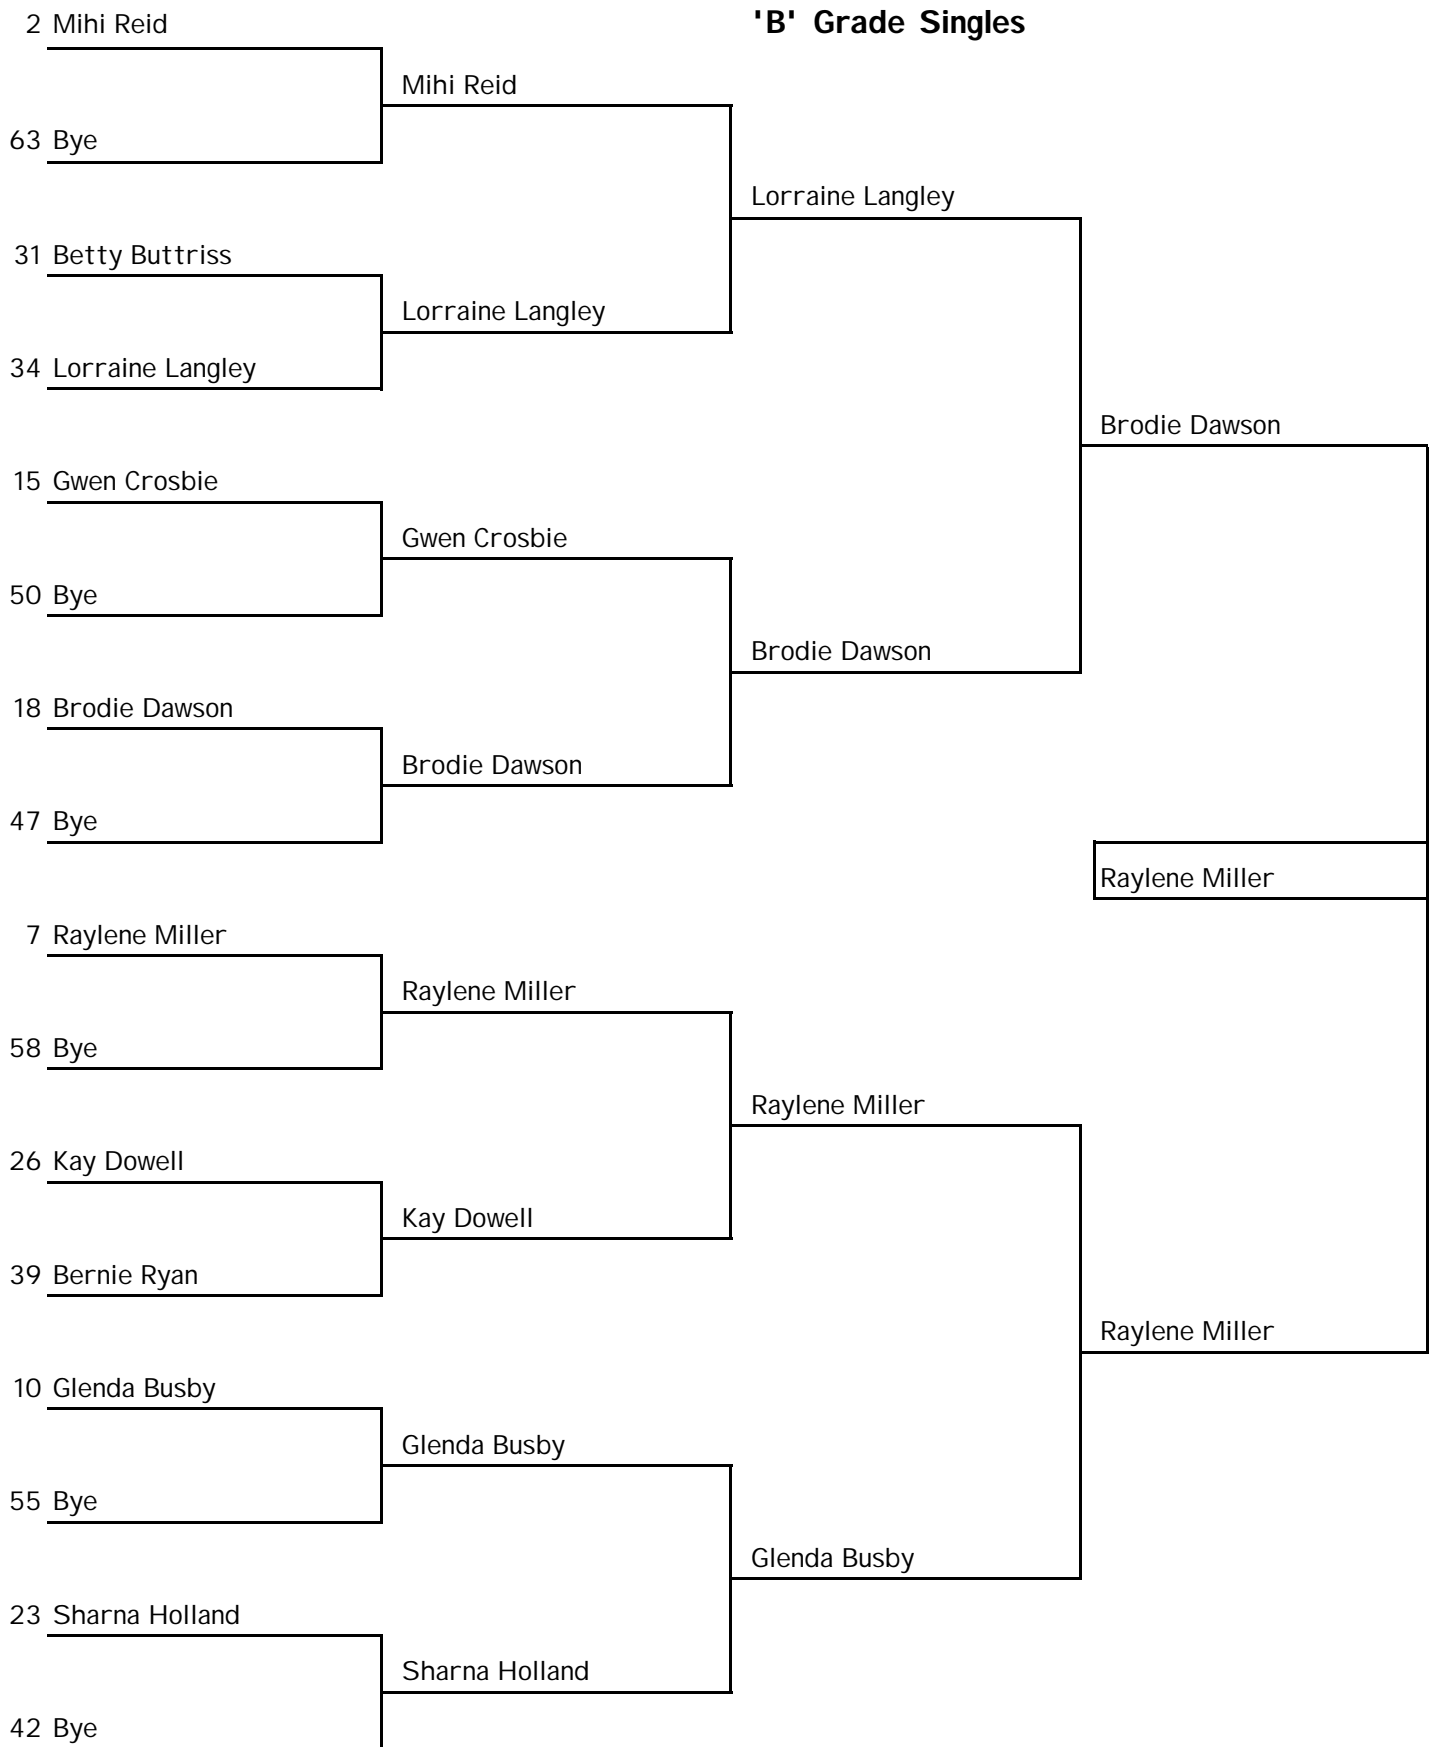 'B' Grade Singles
2 Mihi Reid
Mihi Reid
63 Bye
Lorraine Langley
31 Betty Buttriss
Lorraine Langley
34 Lorraine Langley
Brodie Dawson
15 Gwen Crosbie
Gwen Crosbie
50 Bye
Brodie Dawson
18 Brodie Dawson
Brodie Dawson
47 Bye
Raylene Miller
7 Raylene Miller
Raylene Miller
58 Bye
Raylene Miller
26 Kay Dowell
Kay Dowell
39 Bernie Ryan
Raylene Miller
10 Glenda Busby
Glenda Busby
55 Bye
Glenda Busby
23 Sharna Holland
Sharna Holland
42 Bye